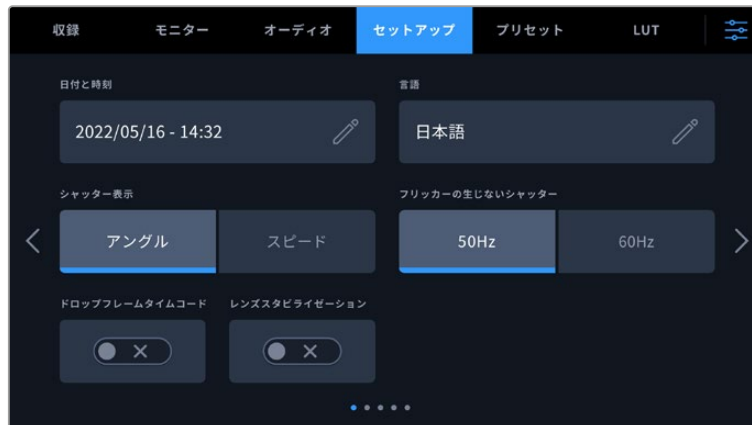 収録 モニター オーディオ セットアップ プリセット LUT
日付と時刻 言語
2022/05/16 - 14:32 日本語
シャッター表示 フリッカーの生じないシャッター
アングル スピード 50Hz 60Hz
ドロップフレームタイムコード レンズスタビライゼーション